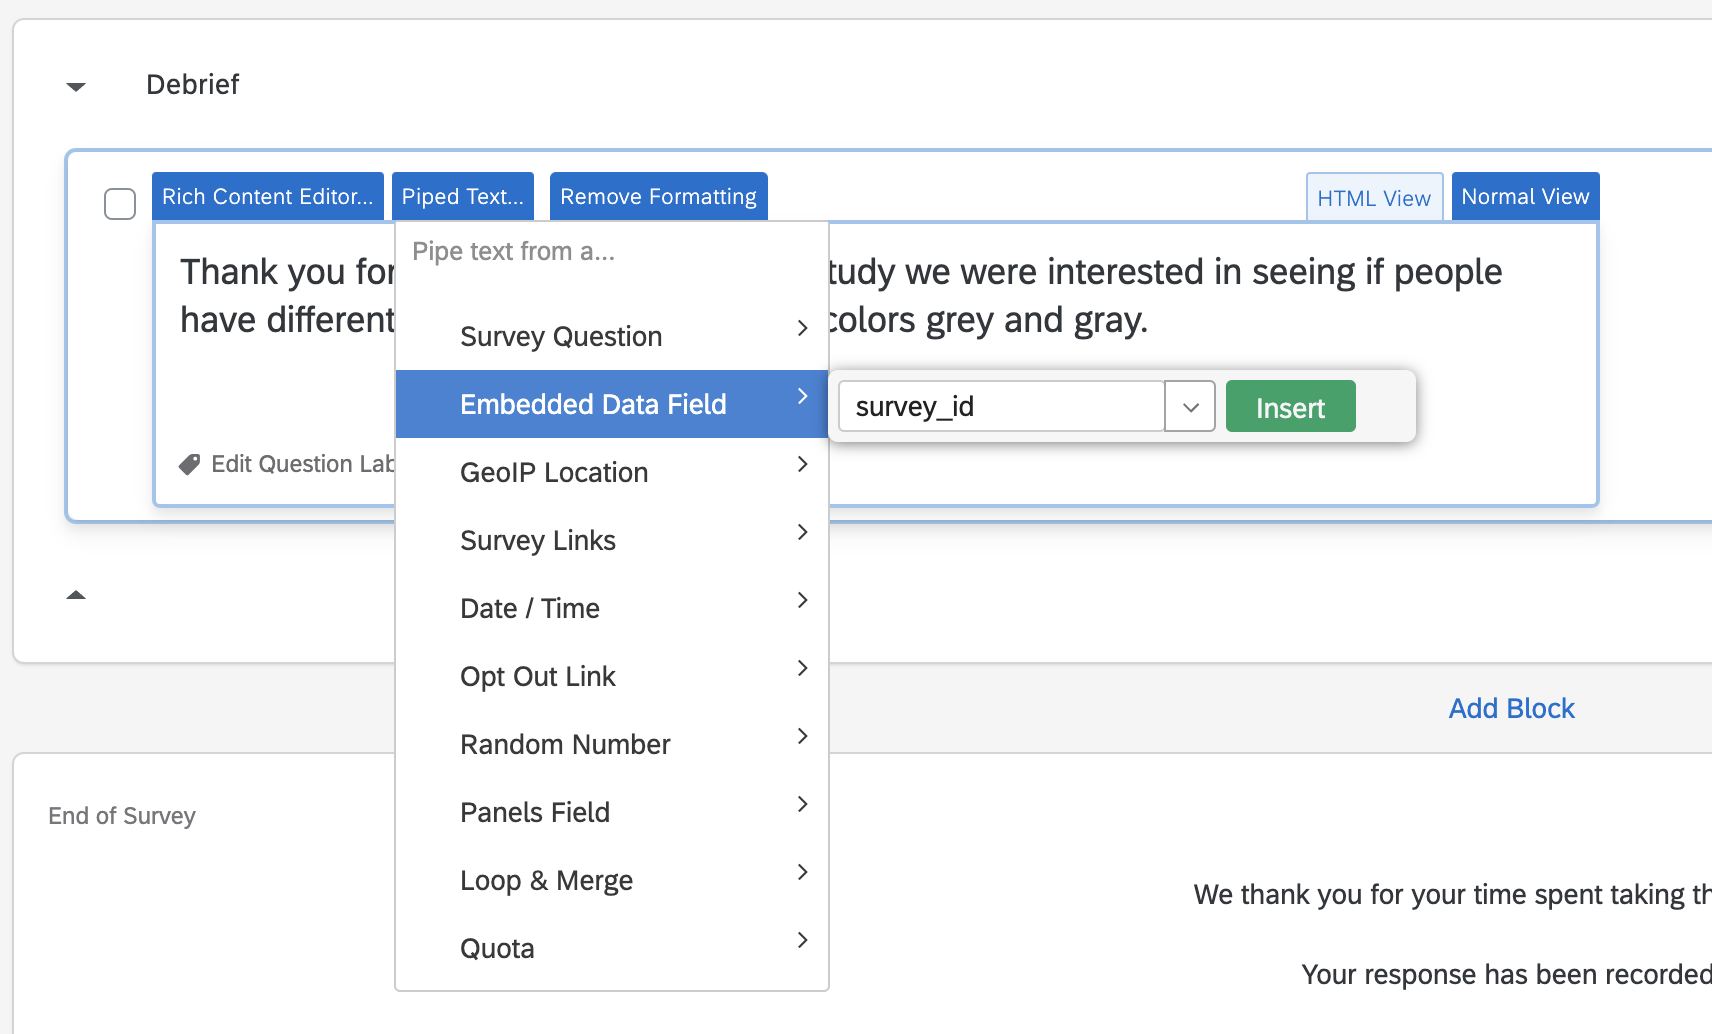 Debrief
Rich Content Editor... Piped Text... Remove Formatting HTML View Normal View
Pipe text from a...
Thank you for tudy we were interested in seeing if people
have different colors grey and gray.
Survey Question
Embedded Data Field survey_id Insert
Edit Question Lab
GeoIP Location
Survey Links
Date / Time
Opt Out Link
Add Block
Random Number
Panels Field
End of Survey
Loop & Merge
We thank you for your time spent taking th
Quota
Your response has been recorded